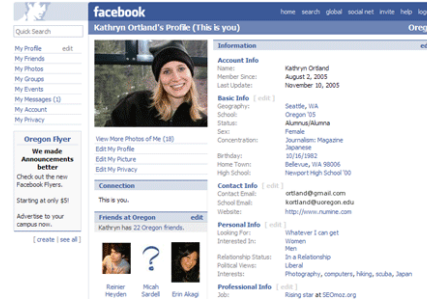 facebook
home search global social net invite help
Kathryn Ortland's Profile (This is you)
Quick Search
My Profile edit
My Friends
My Photos
My Groups
My Events
My Messages (1)
My Account
My Privacy
Oregon Flyer
We made
Announcements
better
Check out the new
Facebook Flyers.
Starting at only $5!
Advertise to your
campus now.
[ create | see all ]
View More Photos of Me (18)
Edit My Profile
Edit My Picture
Edit My Privacy
Connection
This is you.
Friends at Oregon edit
Kathryn has 22 Oregon friends.
Reiner
Heyden
Micah
Sardell
Erin Akagi
Information
Account Info
Name: Kathryn Ortland
Member Since: August 2, 2005
Last Update: November 10, 2005
Basic Info [ edit ]
Geography: Seattle, WA
School: Oregon '05
Status: Alumnus/Alumna
Sex: Female
Concentration: Journalism: Magazine
Japanese
Birthday: 10/16/1982
Home Town: Bellevue, WA 98006
High School: Newport High School '00
Contact Info [ edit ]
Contact Email: ortland@gmail.com
School Email: kortland@uoregon.edu
Website: http://www.numine.com
Personal Info [ edit ]
Looking For: Whatever I can get
Interested In: Women
Men
Relationship Status: In a Relationship
Political Views: Liberal
Interests: Photography, computers, hiking, scuba, Japan
Professional Info [ edit ]
Job: Rising star at SEOmoz.org